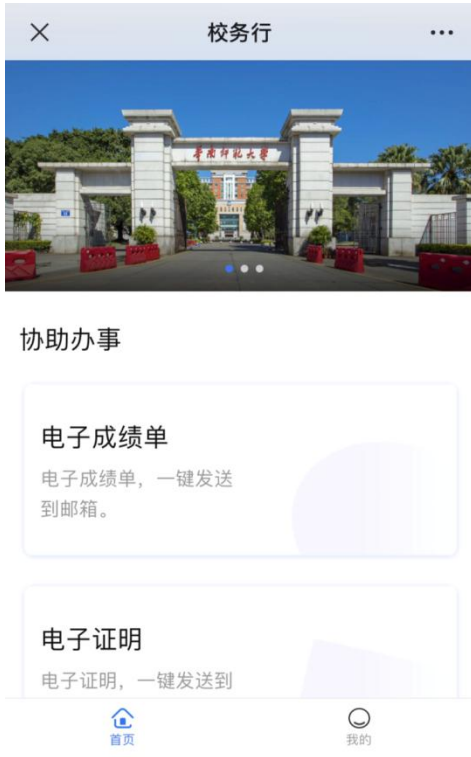 校务行
华南师范大学
协助办事
电子成绩单
电子成绩单，一键发送
到邮箱。
电子证明
电子证明，一键发送到
首页
我的